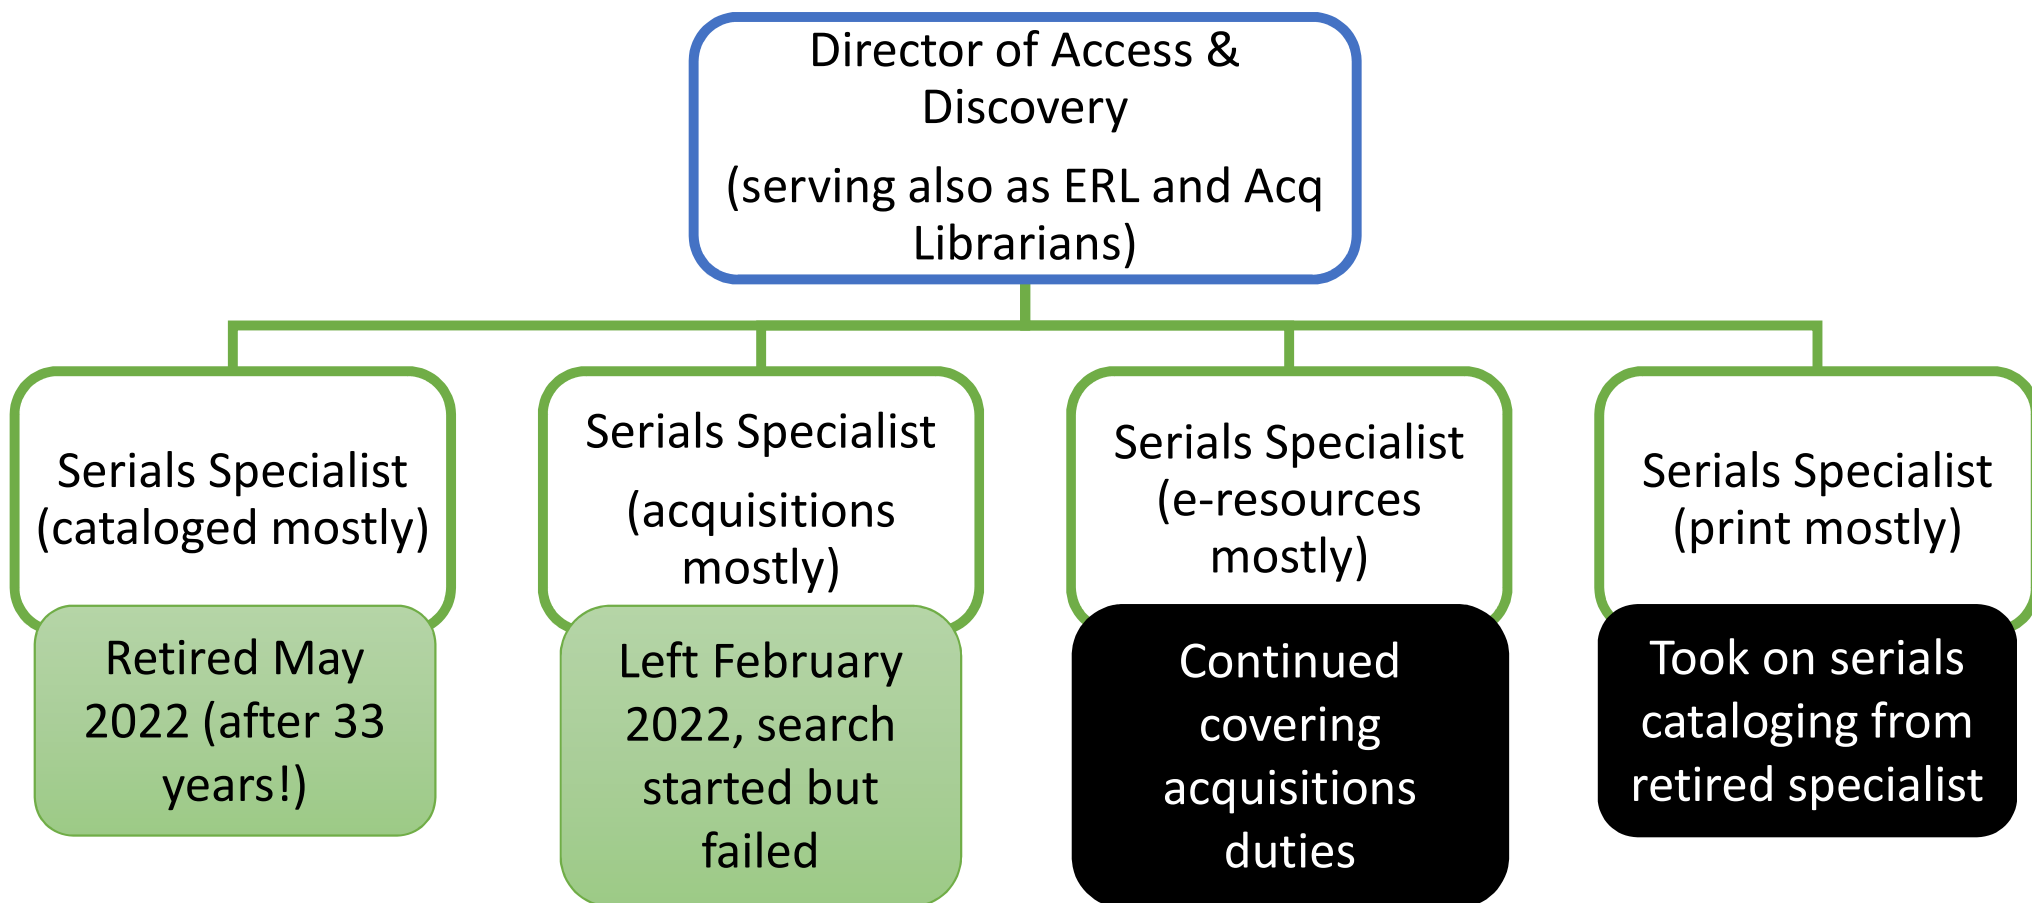 Director of Access &
Discovery
(serving also as ERL and Acq
Librarians)
Serials Specialist
(cataloged mostly)
Retired May
2022 (after 33
years!)
Serials Specialist
(acquisitions
mostly)
Left February
2022, search
started but
failed
Serials Specialist
(e-resources
mostly)
Continued
covering
acquisitions
duties
Serials Specialist
(print mostly)
Took on serials
cataloging from
retired specialist